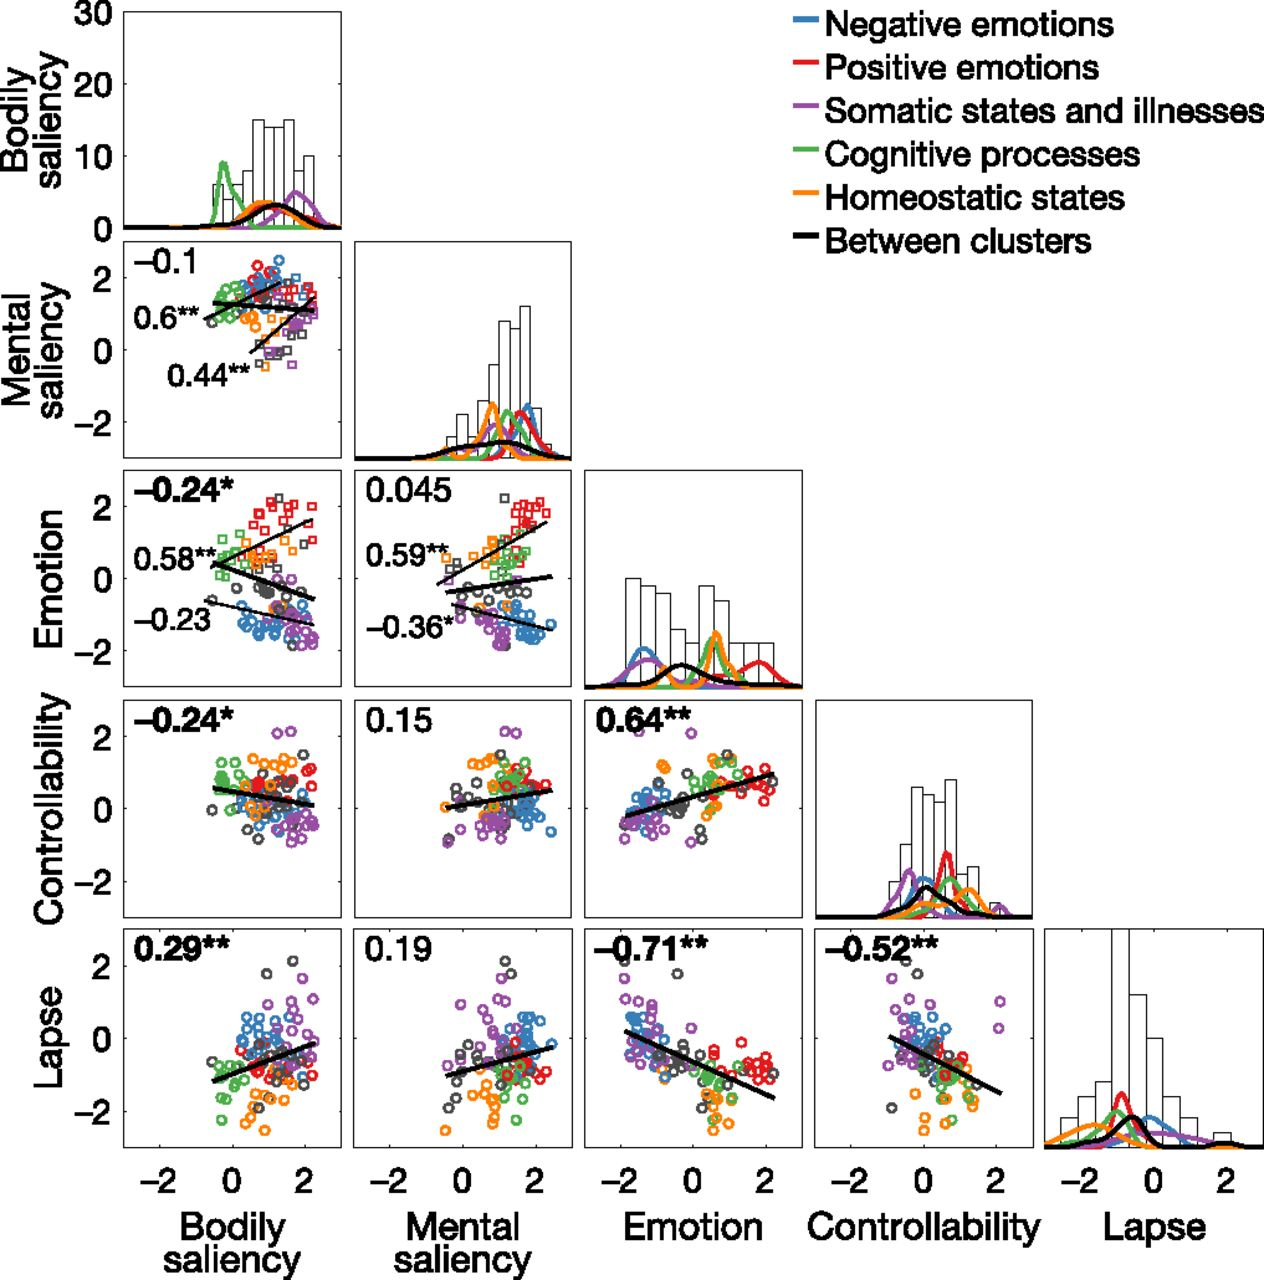 30
20
10
0
Bodily
saliency
Negative emotions
Positive emotions
Somatic states and illnesses
Cognitive processes
Homeostatic states
Between clusters
2
0
−2
Mental
saliency
−0.1
0.6**
0.44**
2
0
−2
Emotion
−0.24*
0.58**
−0.23
0.045
0.59**
−0.36*
2
0
−2
Controllability
−0.24*
0.15
0.64**
2
0
−2
Lapse
0.29**
0.19
−0.71**
−0.52**
−2 0 2
−2 0 2
−2 0 2
−2 0 2
−2 0 2
Bodily
saliency
Mental
saliency
Emotion
Controllability
Lapse